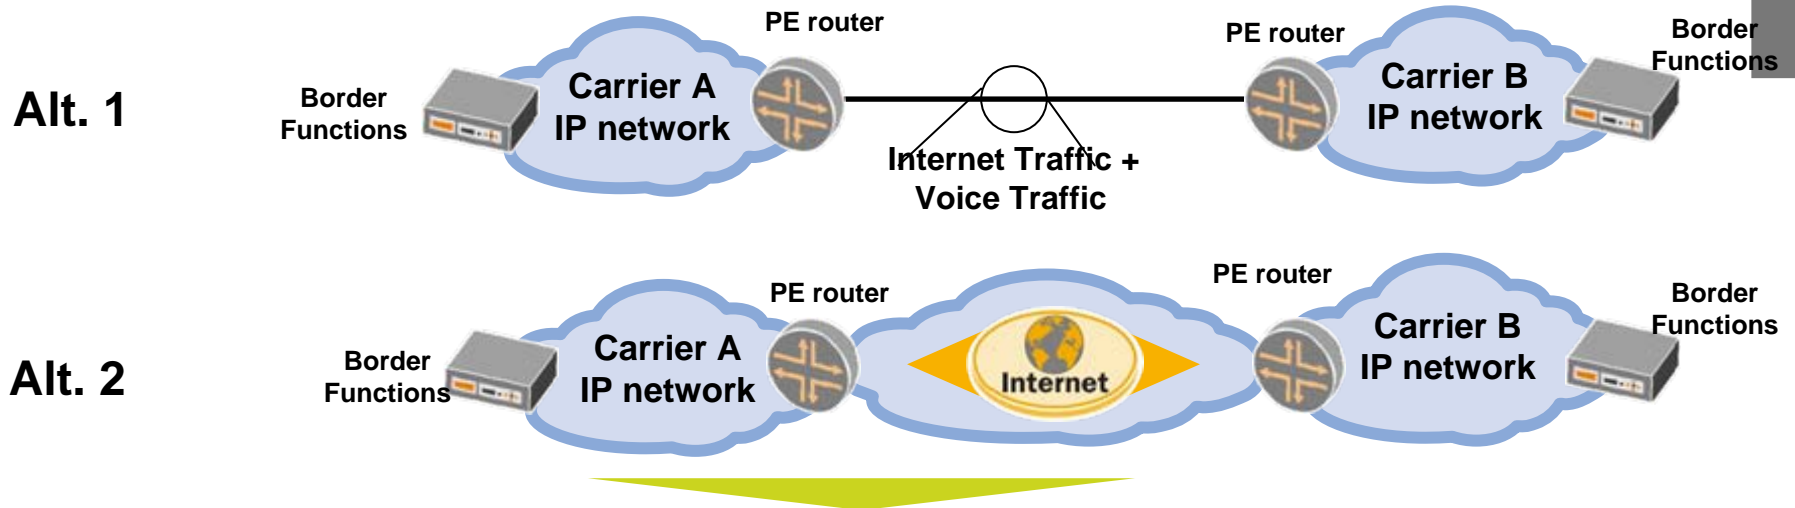 Alt. 1
Border
Functions
Carrier A
IP network
PE router
Internet Traffic +
Voice Traffic
PE router
Carrier B
IP network
Border
Functions
Alt. 2
Border
Functions
Carrier A
IP network
PE router
Internet
PE router
Carrier B
IP network
Border
Functions